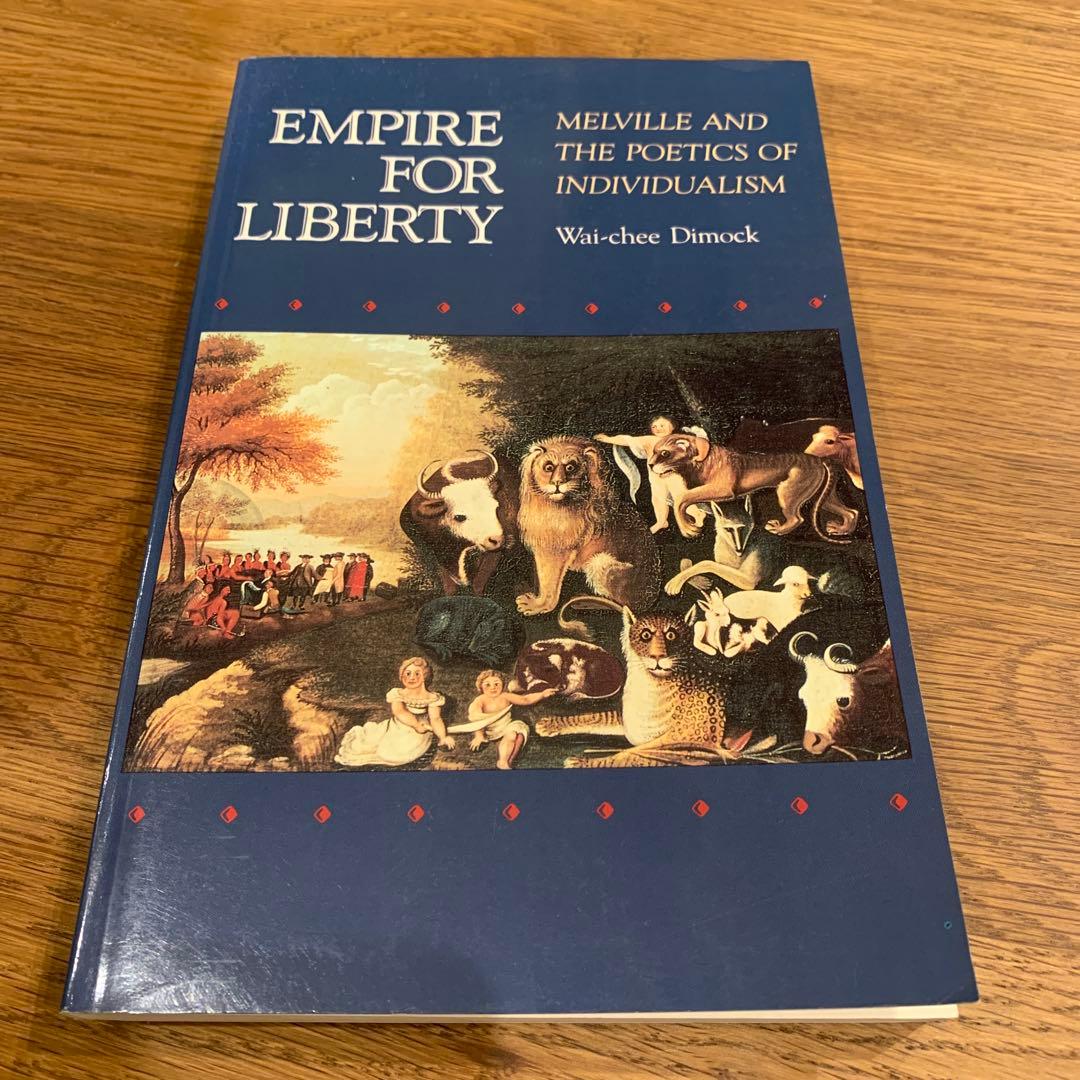 EMPIRE
FOR
LIBERTY
MELVILLE AND
THE POETICS OF
INDIVIDUALISM
Wai-chee Dimock